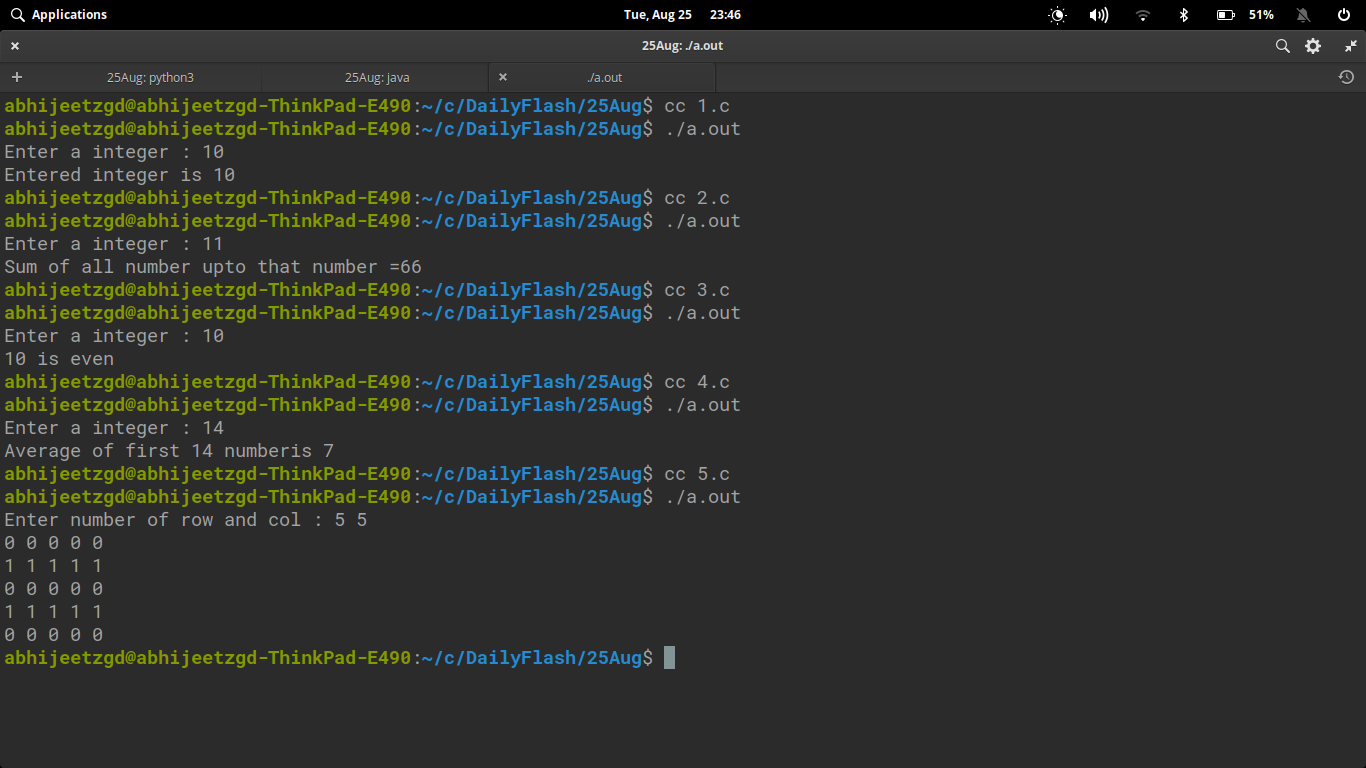 Applications
Tue, Aug 25 23:46
51%
25Aug: ./a.out
25Aug: python3
25Aug: java
./a.out
abhijeetzgd@abhijeetzgd-ThinkPad-E490:~/c/DailyFlash/25Aug$ cc 1.c
abhijeetzgd@abhijeetzgd-ThinkPad-E490:~/c/DailyFlash/25Aug$ ./a.out
Enter a integer : 10
Entered integer is 10
abhijeetzgd@abhijeetzgd-ThinkPad-E490:~/c/DailyFlash/25Aug$ cc 2.c
abhijeetzgd@abhijeetzgd-ThinkPad-E490:~/c/DailyFlash/25Aug$ ./a.out
Enter a integer : 11
Sum of all number upto that number =66
abhijeetzgd@abhijeetzgd-ThinkPad-E490:~/c/DailyFlash/25Aug$ cc 3.c
abhijeetzgd@abhijeetzgd-ThinkPad-E490:~/c/DailyFlash/25Aug$ ./a.out
Enter a integer : 10
10 is even
abhijeetzgd@abhijeetzgd-ThinkPad-E490:~/c/DailyFlash/25Aug$ cc 4.c
abhijeetzgd@abhijeetzgd-ThinkPad-E490:~/c/DailyFlash/25Aug$ ./a.out
Enter a integer : 14
Average of first 14 numberis 7
abhijeetzgd@abhijeetzgd-ThinkPad-E490:~/c/DailyFlash/25Aug$ cc 5.c
abhijeetzgd@abhijeetzgd-ThinkPad-E490:~/c/DailyFlash/25Aug$ ./a.out
Enter number of row and col : 5 5
0 0 0 0 0
1 1 1 1 1
0 0 0 0 0
1 1 1 1 1
0 0 0 0 0
abhijeetzgd@abhijeetzgd-ThinkPad-E490:~/c/DailyFlash/25Aug$